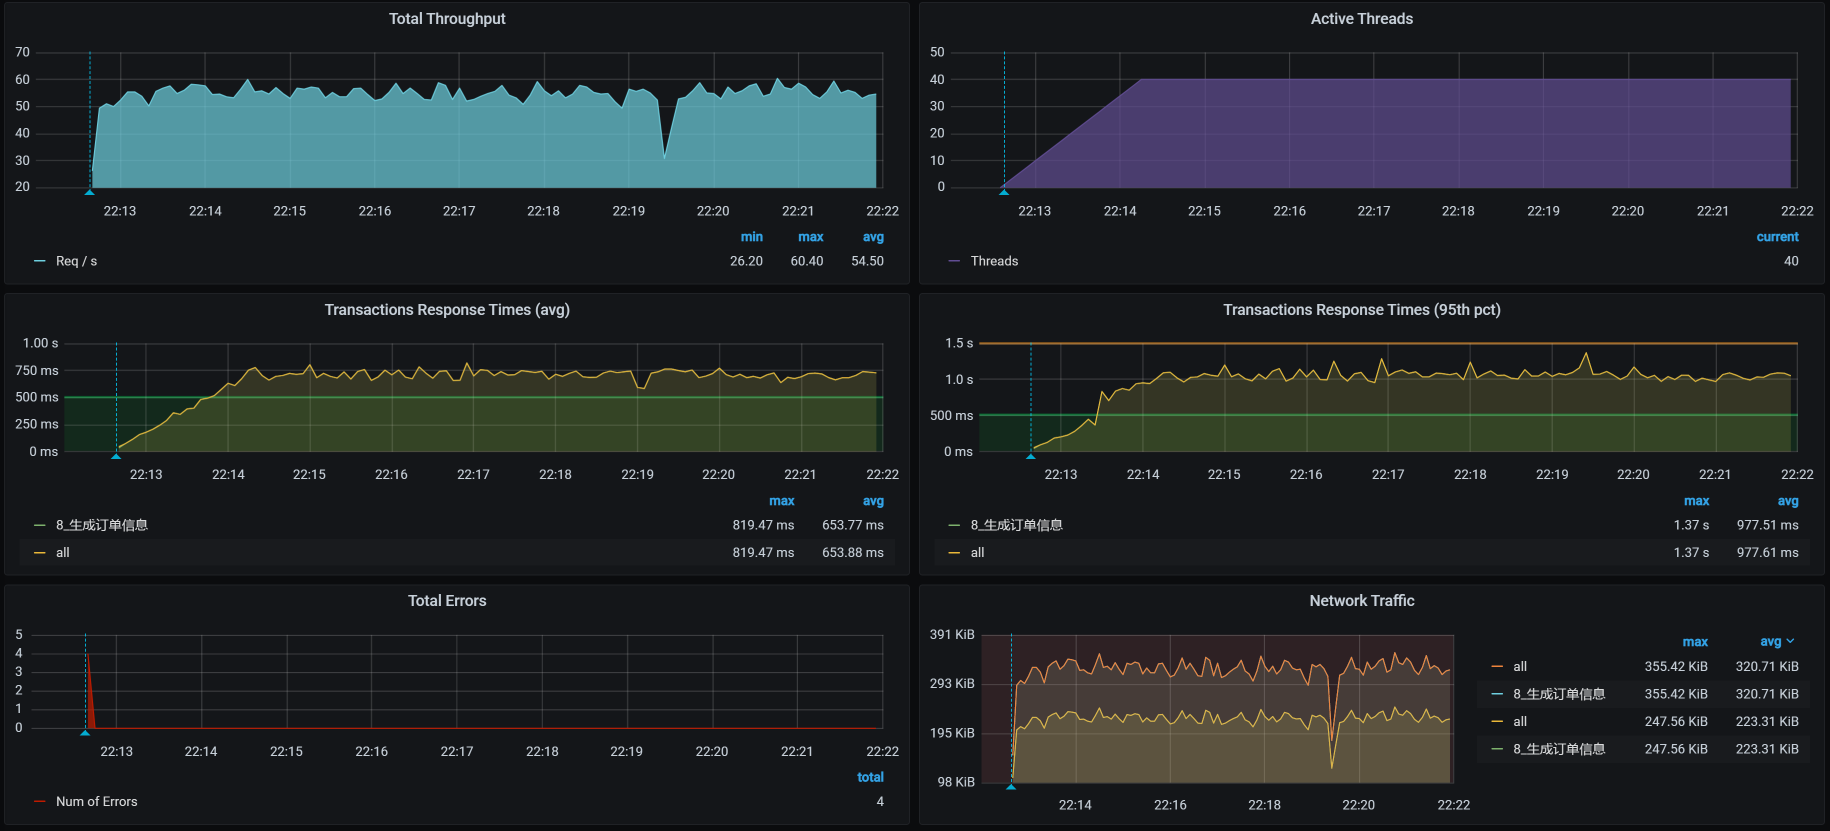 Total Throughput
70
60
50
40
30
20
22:13 22:14 22:15 22:16 22:17 22:18 22:19 22:20 22:21 22:22
min max avg
Req / s 26.20 60.40 54.50
Active Threads
50
40
30
20
10
0
22:13 22:14 22:15 22:16 22:17 22:18 22:19 22:20 22:21 22:22
current
Threads 40
Transactions Response Times (avg)
1.00 s
750 ms
500 ms
250 ms
0 ms
22:13 22:14 22:15 22:16 22:17 22:18 22:19 22:20 22:21 22:22
max avg
8_生成订单信息 819.47 ms 653.77 ms
all 819.47 ms 653.88 ms
Transactions Response Times (95th pct)
1.5 s
1.0 s
500 ms
0 ms
22:13 22:14 22:15 22:16 22:17 22:18 22:19 22:20 22:21 22:22
max avg
8_生成订单信息 1.37 s 977.51 ms
all 1.37 s 977.61 ms
Total Errors
5
4
3
2
1
0
22:13 22:14 22:15 22:16 22:17 22:18 22:19 22:20 22:21 22:22
total
Num of Errors 4
Network Traffic
391 KiB
293 KiB
195 KiB
98 KiB
22:14 22:16 22:18 22:20 22:22
max avg
all 355.42 KiB 320.71 KiB
8_生成订单信息 355.42 KiB 320.71 KiB
all 247.56 KiB 223.31 KiB
8_生成订单信息 247.56 KiB 223.31 KiB